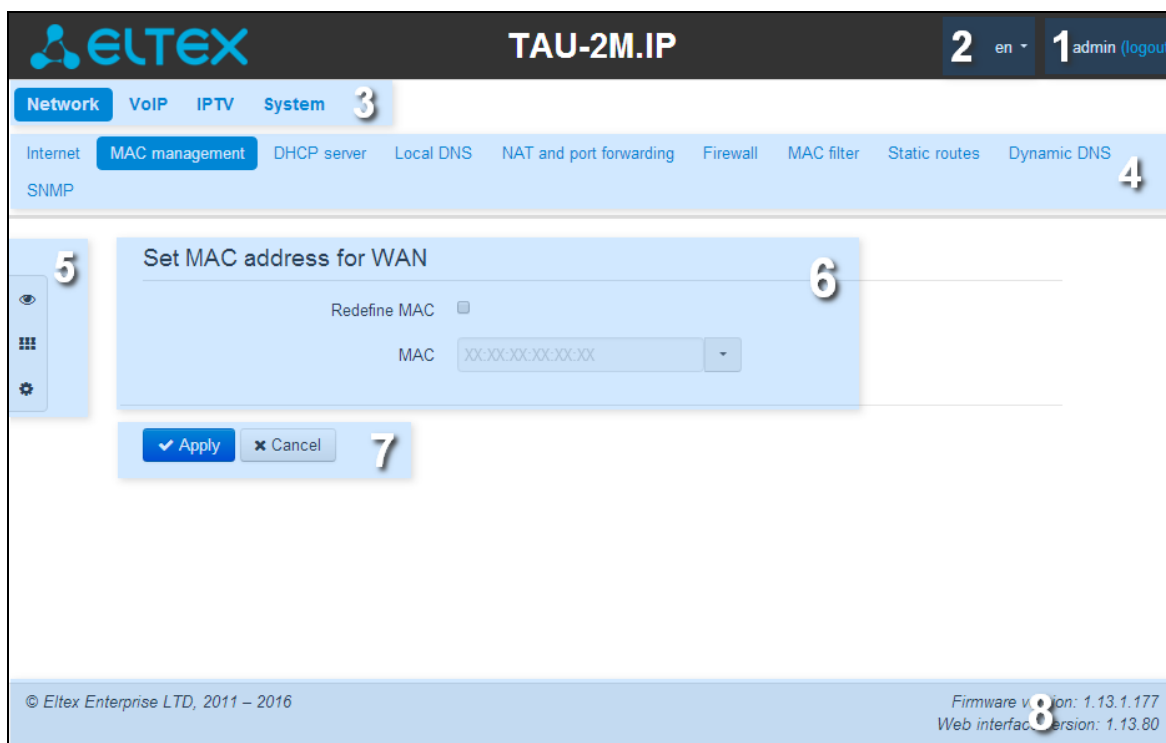 ELTEX
TAU-2M.IP
2 en
1 admin (logout
Network VoIP IPTV System 3
Internet MAC management DHCP server Local DNS NAT and port forwarding Firewall MAC filter Static routes Dynamic DNS
SNMP
4
5
Set MAC address for WAN
6
Redefine MAC
MAC XX:XX:XX:XX:XX:XX
Apply Cancel 7
© Eltex Enterprise LTD, 2011 – 2016
Firmware version: 1.13.1.177
Web interface version: 1.13.80
8